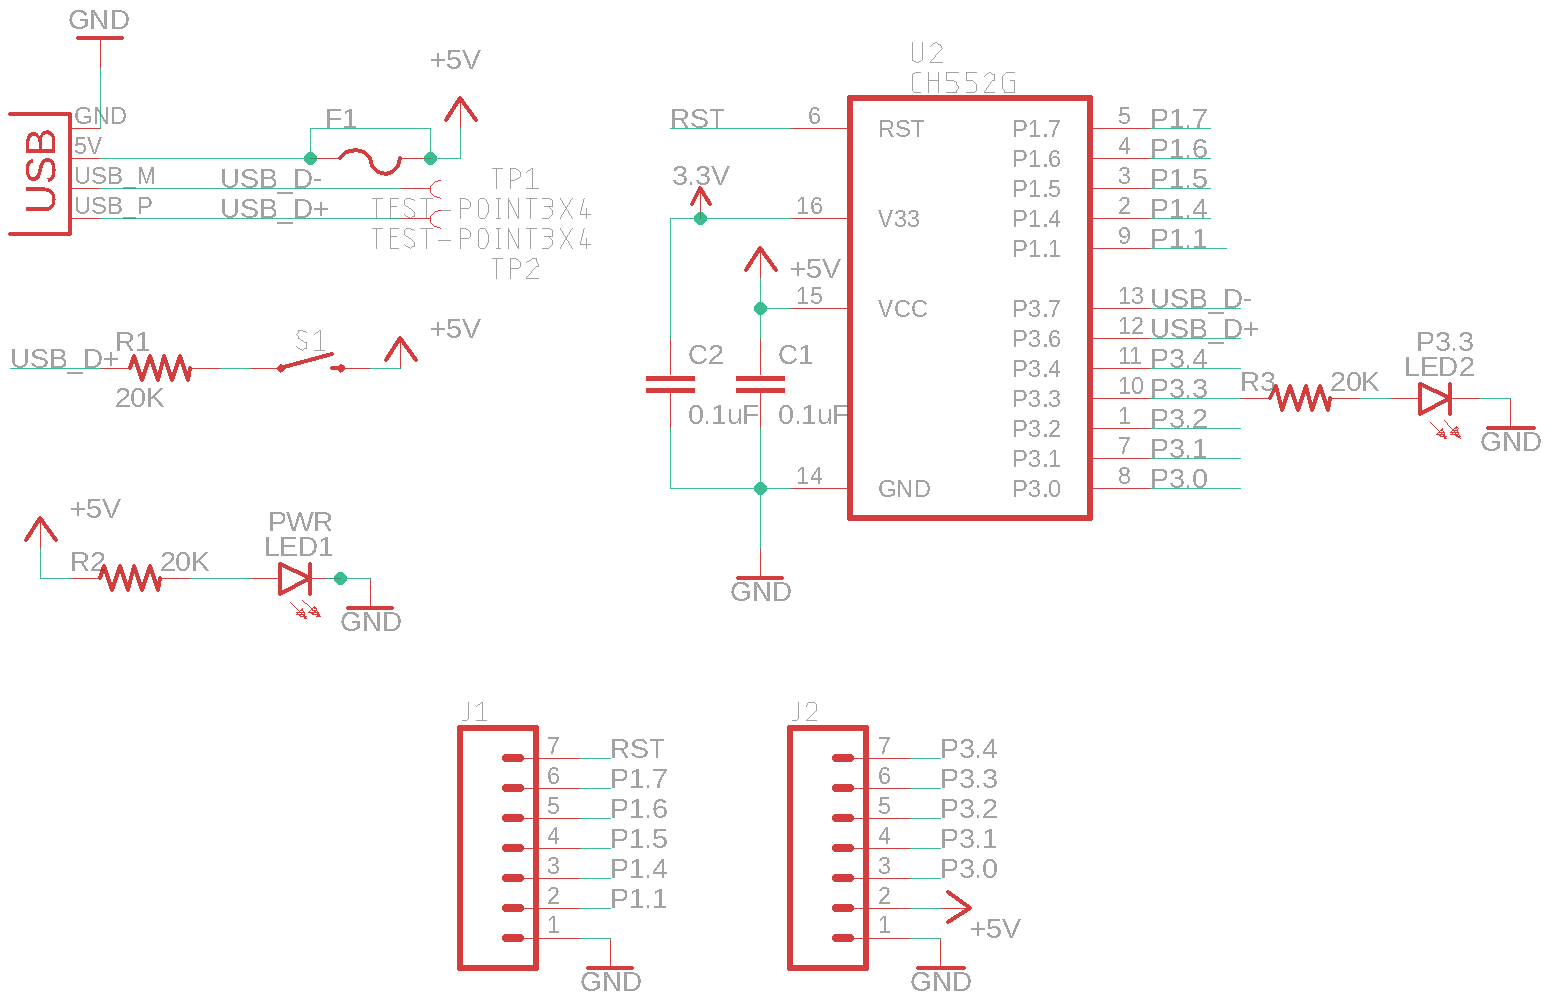 GND
USB
GND
5V
USB_M
USB_P
F1
+5V
USB_D-
USB_D+
TP1
TEST-POINT3X4
TEST-POINT3X4
TP2
USB_D+
R1
20K
S1
+5V
+5V
R2
20K
PWR
LED1
GND
U2
CH552G
RST
6
RST
3.3V
16
V33
+5V
15
VCC
C2
0.1uF
C1
0.1uF
14
GND
GND
P1.7 5 P1.7
P1.6 4 P1.6
P1.5 3 P1.5
P1.4 2 P1.4
P1.1 9 P1.1
P3.7 13 USB_D-
P3.6 12 USB_D+
P3.4 11 P3.4
P3.3 10 P3.3
P3.2 1 P3.2
P3.1 7 P3.1
P3.0 8 P3.0
R3
20K
P3.3
LED2
GND
J1
7 RST
6 P1.7
5 P1.6
4 P1.5
3 P1.4
2 P1.1
1
GND
J2
7 P3.4
6 P3.3
5 P3.2
4 P3.1
3 P3.0
2
+5V
1
GND